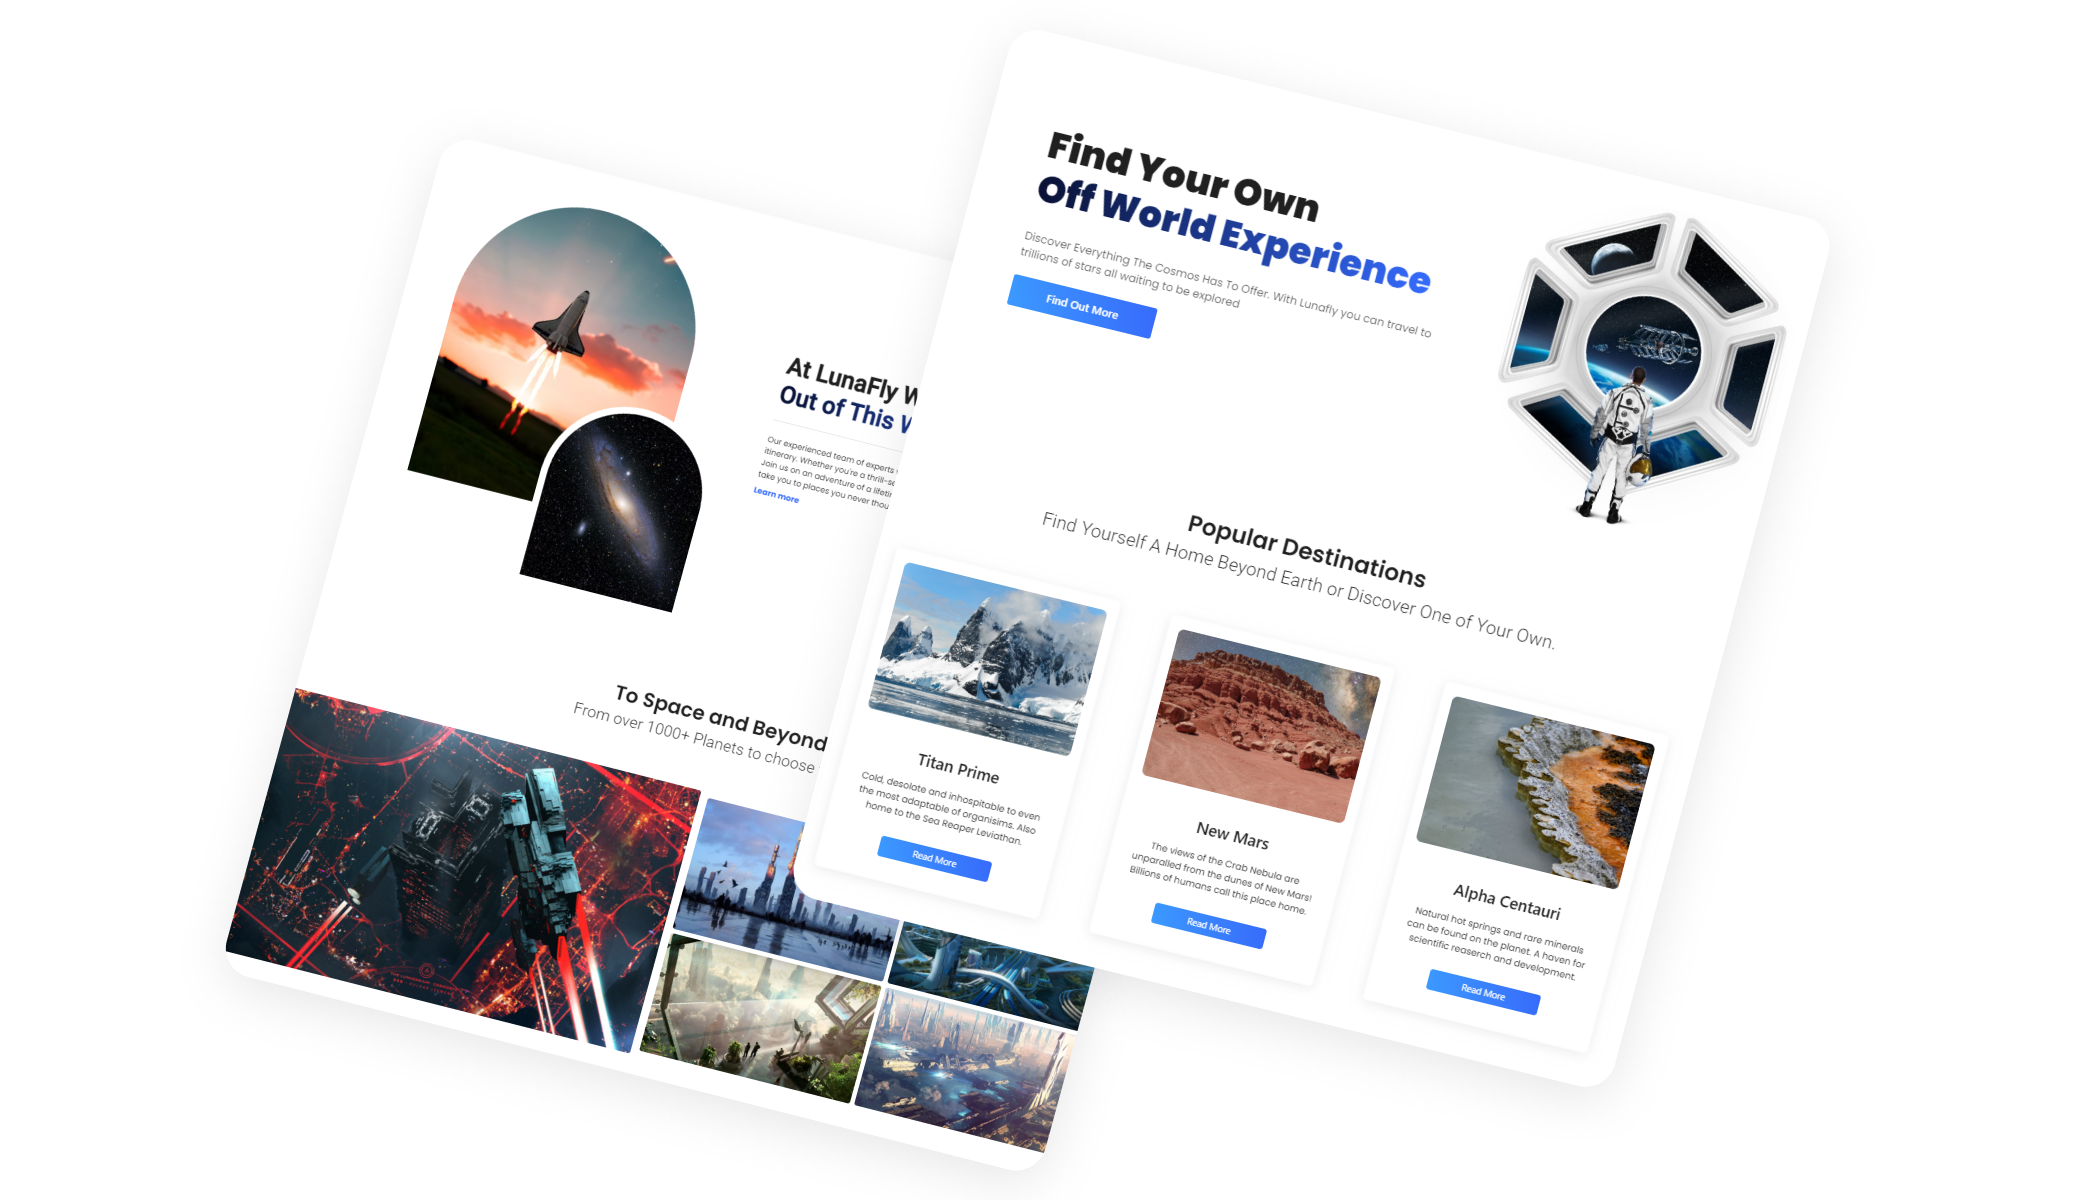 At LunaFly W
Out of This W
Our experienced team of experts
itinerary. Whether you're a thrill-se
Join us on an adventure of a lifetim
take you to places you never thou
Learn more
To Space and Beyond
From over 1000+ Planets to choose
Find Your Own
Off World Experience
Discover Everything The Cosmos Has To Offer. With Lunafly you can travel to
trillions of stars all waiting to be explored
Find Out More
Popular Destinations
Find Yourself A Home Beyond Earth or Discover One of Your Own.
Titan Prime
Cold, desolate and inhospitable to even
the most adaptable of organisims. Also
home to the Sea Reaper Leviathan.
Read More
New Mars
The views of the Crab Nebula are
unparalled from the dunes of New Mars!
Billions of humans call this place home.
Read More
Alpha Centauri
Natural hot springs and rare minerals
can be found on the planet. A haven for
scientific reaserch and development.
Read More